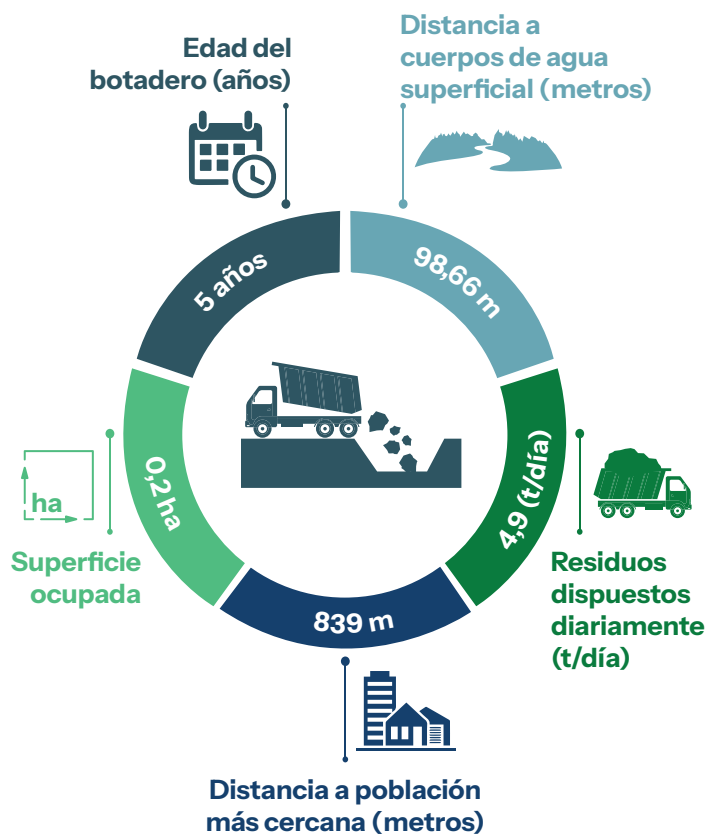 Edad del
botadero (años)
Distancia a
cuerpos de agua
superficial (metros)
5 años
98,66 m
0,2 ha
4,9 (t/día)
839 m
ha
Superficie
ocupada
Residuos
dispuestos
diariamente
(t/día)
Distancia a población
más cercana (metros)